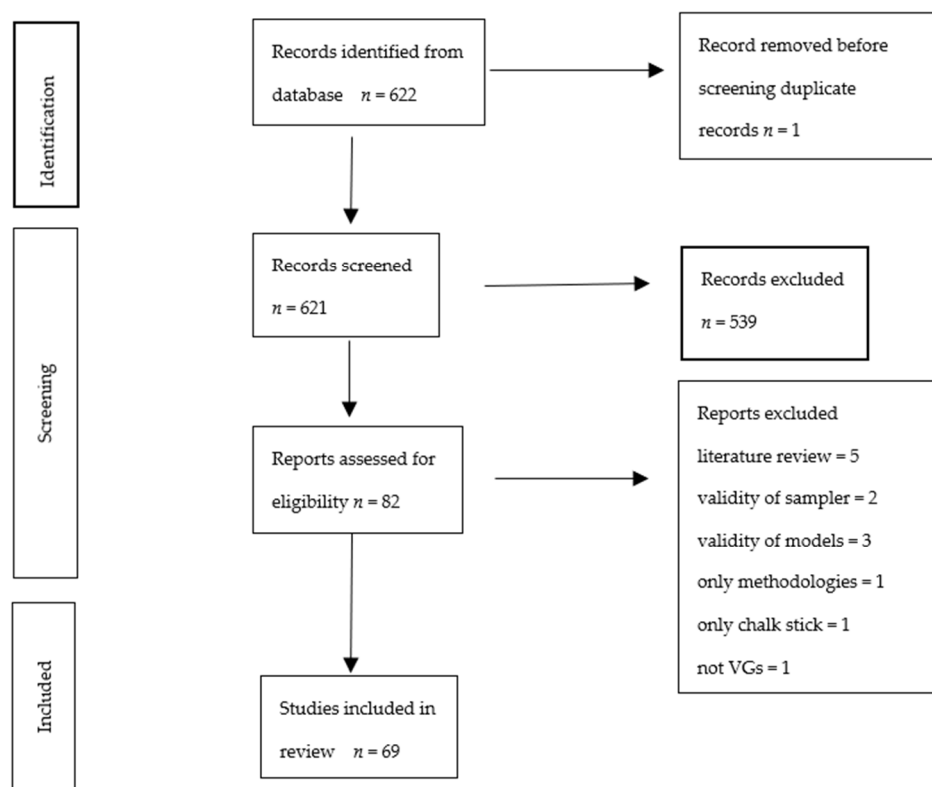 Identification
Records identified from
database n = 622
Record removed before
screening duplicate
records n = 1
Screening
Records screened
n = 621
Records excluded
n = 539
Reports assessed for
eligibility n = 82
Reports excluded
literature review = 5
validity of sampler = 2
validity of models = 3
only methodologies = 1
only chalk stick = 1
not VGs = 1
Included
Studies included in
review n = 69